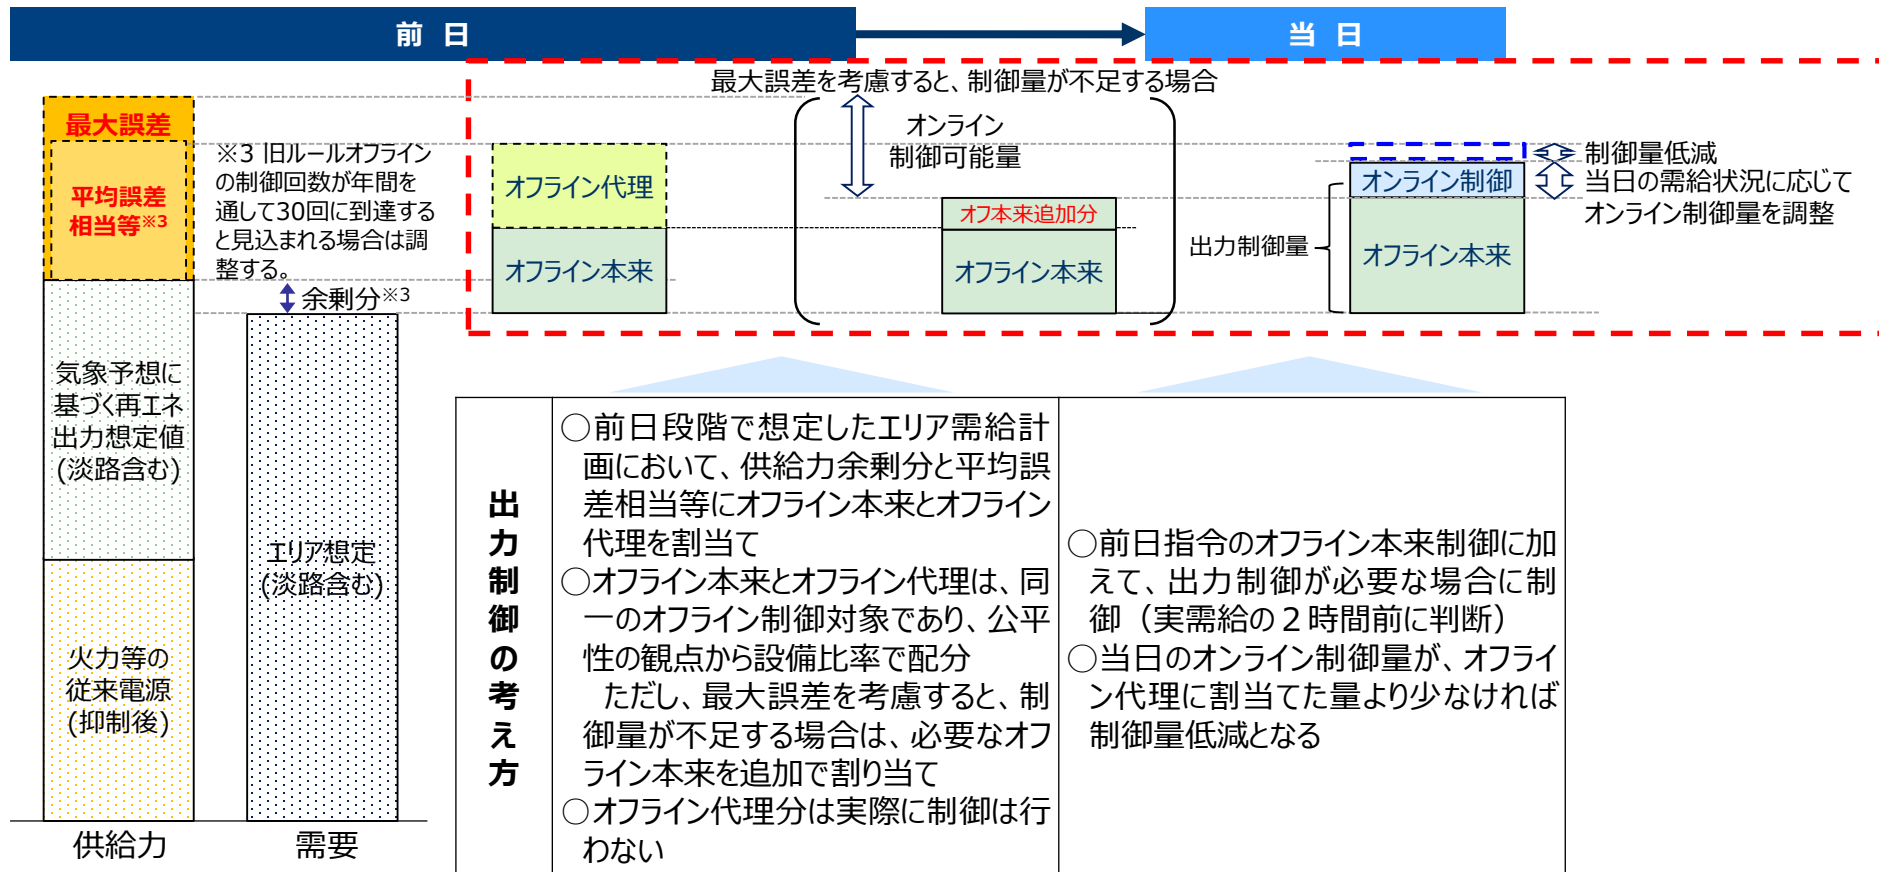 前 日
当 日
最大誤差を考慮すると、制御量が不足する場合
最大誤差
平均誤差
相当等※3
※3 旧ルールオフライン
の制御回数が年間を
通して30回に到達する
と見込まれる場合は調
整する。
余剰分※3
気象予想に
基づく再エネ
出力想定値
(淡路含む)
火力等の
従来電源
(抑制後)
エリア想定
(淡路含む)
供給力
需要
オフライン代理
オフライン本来
オンライン
制御可能量
オフ本来追加分
オフライン本来
出力制御量
オンライン制御
オフライン本来
制御量低減
当日の需給状況に応じて
オンライン制御量を調整
出力制御の考え方
○前日段階で想定したエリア需給計
画において、供給力余剰分と平均誤
差相当等にオフライン本来とオフライン
代理を割当て
○オフライン本来とオフライン代理は、同
一のオフライン制御対象であり、公平
性の観点から設備比率で配分
ただし、最大誤差を考慮すると、制
御量が不足する場合は、必要なオフ
ライン本来を追加で割り当て
○オフライン代理分は実際に制御は行
わない
○前日指令のオフライン本来制御に加
えて、出力制御が必要な場合に制
御（実需給の２時間前に判断）
○当日のオンライン制御量が、オフライ
ン代理に割当てた量より少なければ
制御量低減となる